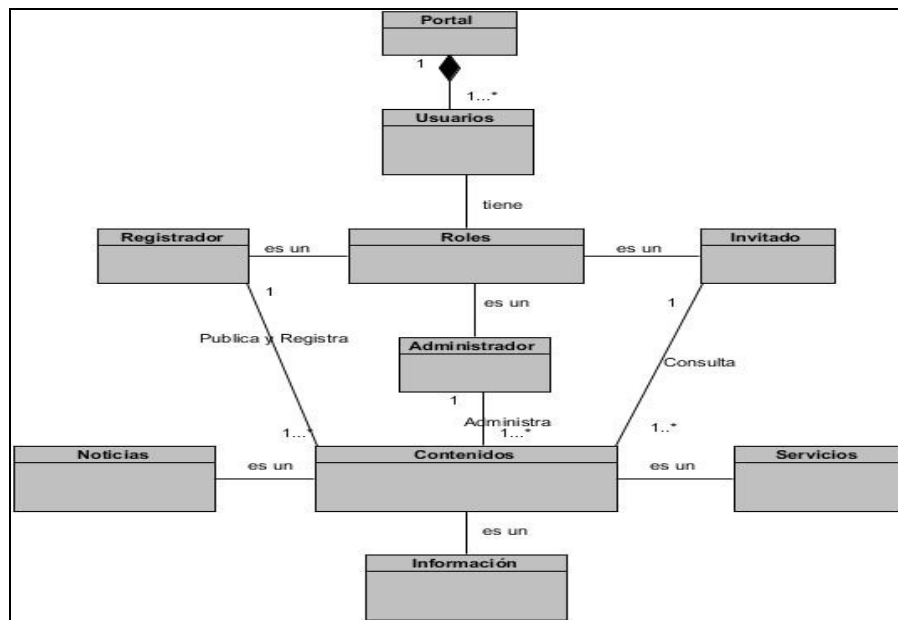 Portal
1
1...*
Usuarios
tiene
Registrador
es un
Roles
es un
Invitado
1
es un
1
Publica y Registra
Administrador
Consulta
1
Administra
1...*
1...*
1..*
Noticias
es un
Contenidos
es un
Servicios
es un
Información